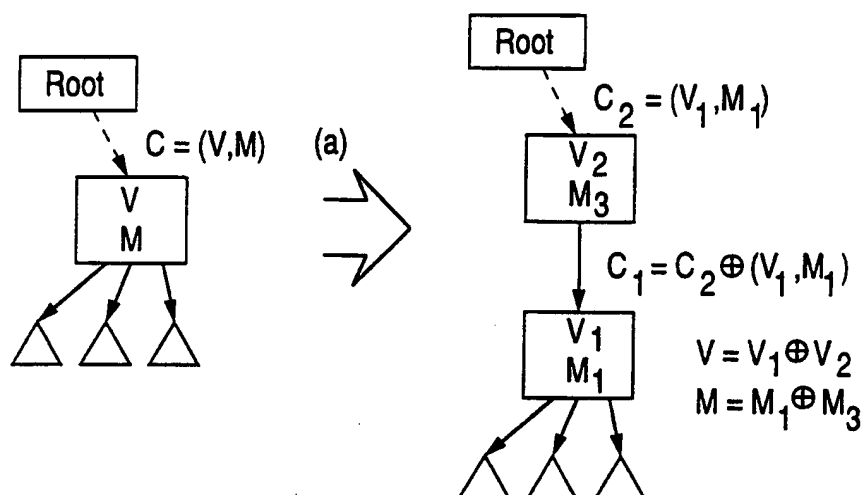 Root
C = (V,M)
V
M
(a)
Root
C₂ = (V₁,M₁)
V₂
M₃
C₁ = C₂ ⊕ (V₁,M₁)
V₁
M₁
V = V₁ ⊕ V₂
M = M₁ ⊕ M₃